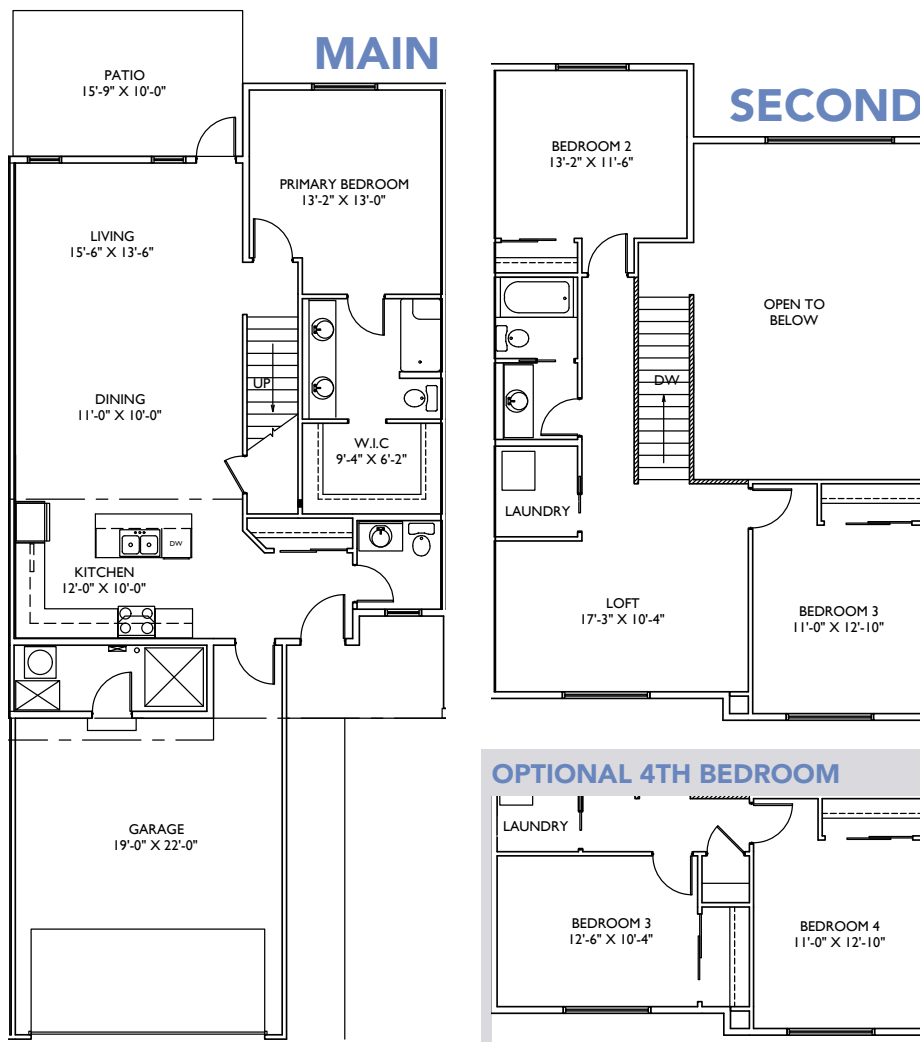 MAIN
PATIO
15'-9" X 10'-0"
PRIMARY BEDROOM
13'-2" X 13'-0"
LIVING
15'-6" X 13'-6"
UP
DINING
11'-0" X 10'-0"
W.I.C
9'-4" X 6'-2"
DW
KITCHEN
12'-0" X 10'-0"
GARAGE
19'-0" X 22'-0"
SECOND
BEDROOM 2
13'-2" X 11'-6"
OPEN TO
BELOW
DW
LAUNDRY
LOFT
17'-3" X 10'-4"
BEDROOM 3
11'-0" X 12'-10"
OPTIONAL 4TH BEDROOM
LAUNDRY
BEDROOM 3
12'-6" X 10'-4"
BEDROOM 4
11'-0" X 12'-10"